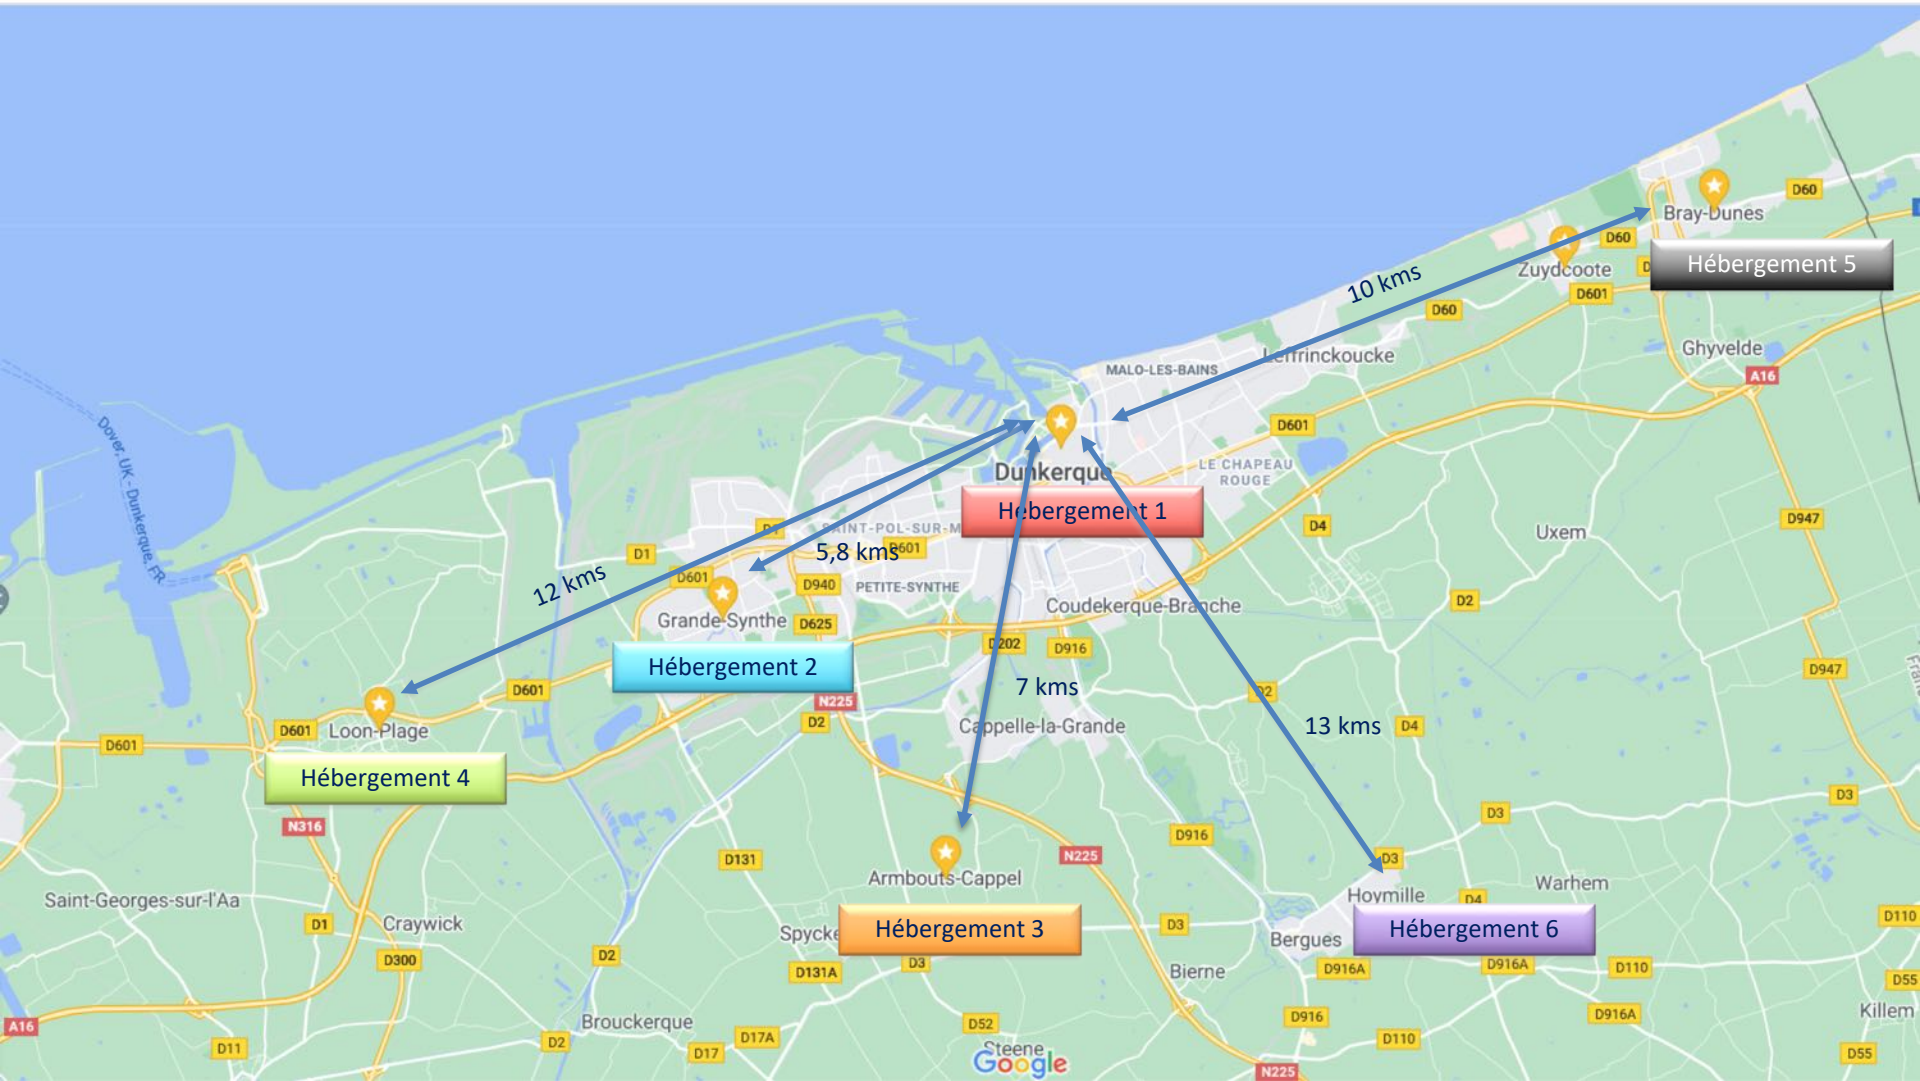 D60
Bray-Dunes
D60
Zuydcoote
Hébergement 5
10 kms
D601
D60
Ghyvelde
Leffrinckoucke
MALO-LES-BAINS
A16
D601
Dover, UK - Dunkerque, FR
Dunkerque
LE CHAPEAU
ROUGE
Hébergement 1
D4
D947
Uxem
SAINT-POL-SUR-M
D1
5,8 kms
D601
D601
12 kms
D940
PETITE-SYNTHE
Coudekerque-Branche
D2
Grande-Synthe
D625
D202
D916
Hébergement 2
D947
D601
N225
7 kms
D2
D601
Loon-Plage
D2
Cappelle-la-Grande
13 kms
D4
D601
Hébergement 4
D3
D3
N316
D916
D131
N225
D3
Armbouts-Cappel
Warhem
Hoymille
D4
Saint-Georges-sur-l'Aa
D1
Craywick
Spycke
Hébergement 3
D3
Bergues
Hébergement 6
D110
D300
D2
D131A
D3
Bierne
D916A
D916A
D110
D55
Killem
A16
Brouckerque
D52
D916
D916A
D11
D2
D17
D17A
Steene
Google
D110
D55
N225